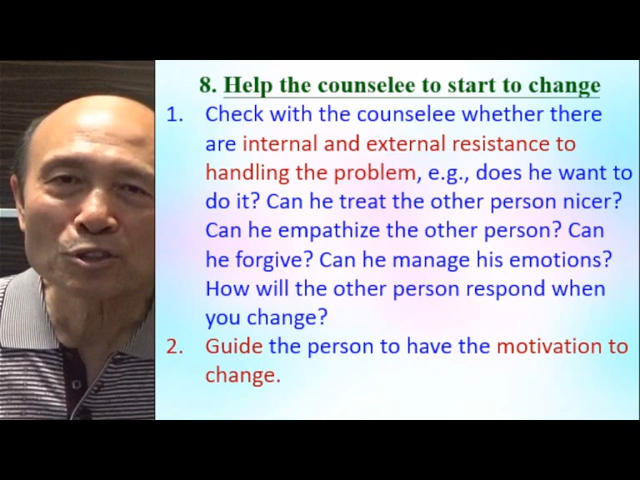 8. Help the counselee to start to change
1. Check with the counselee whether there
are internal and external resistance to
handling the problem, e.g., does he want to
do it? Can he treat the other person nicer?
Can he empathize the other person? Can
he forgive? Can he manage his emotions?
How will the other person respond when
you change?
2. Guide the person to have the motivation to
change.